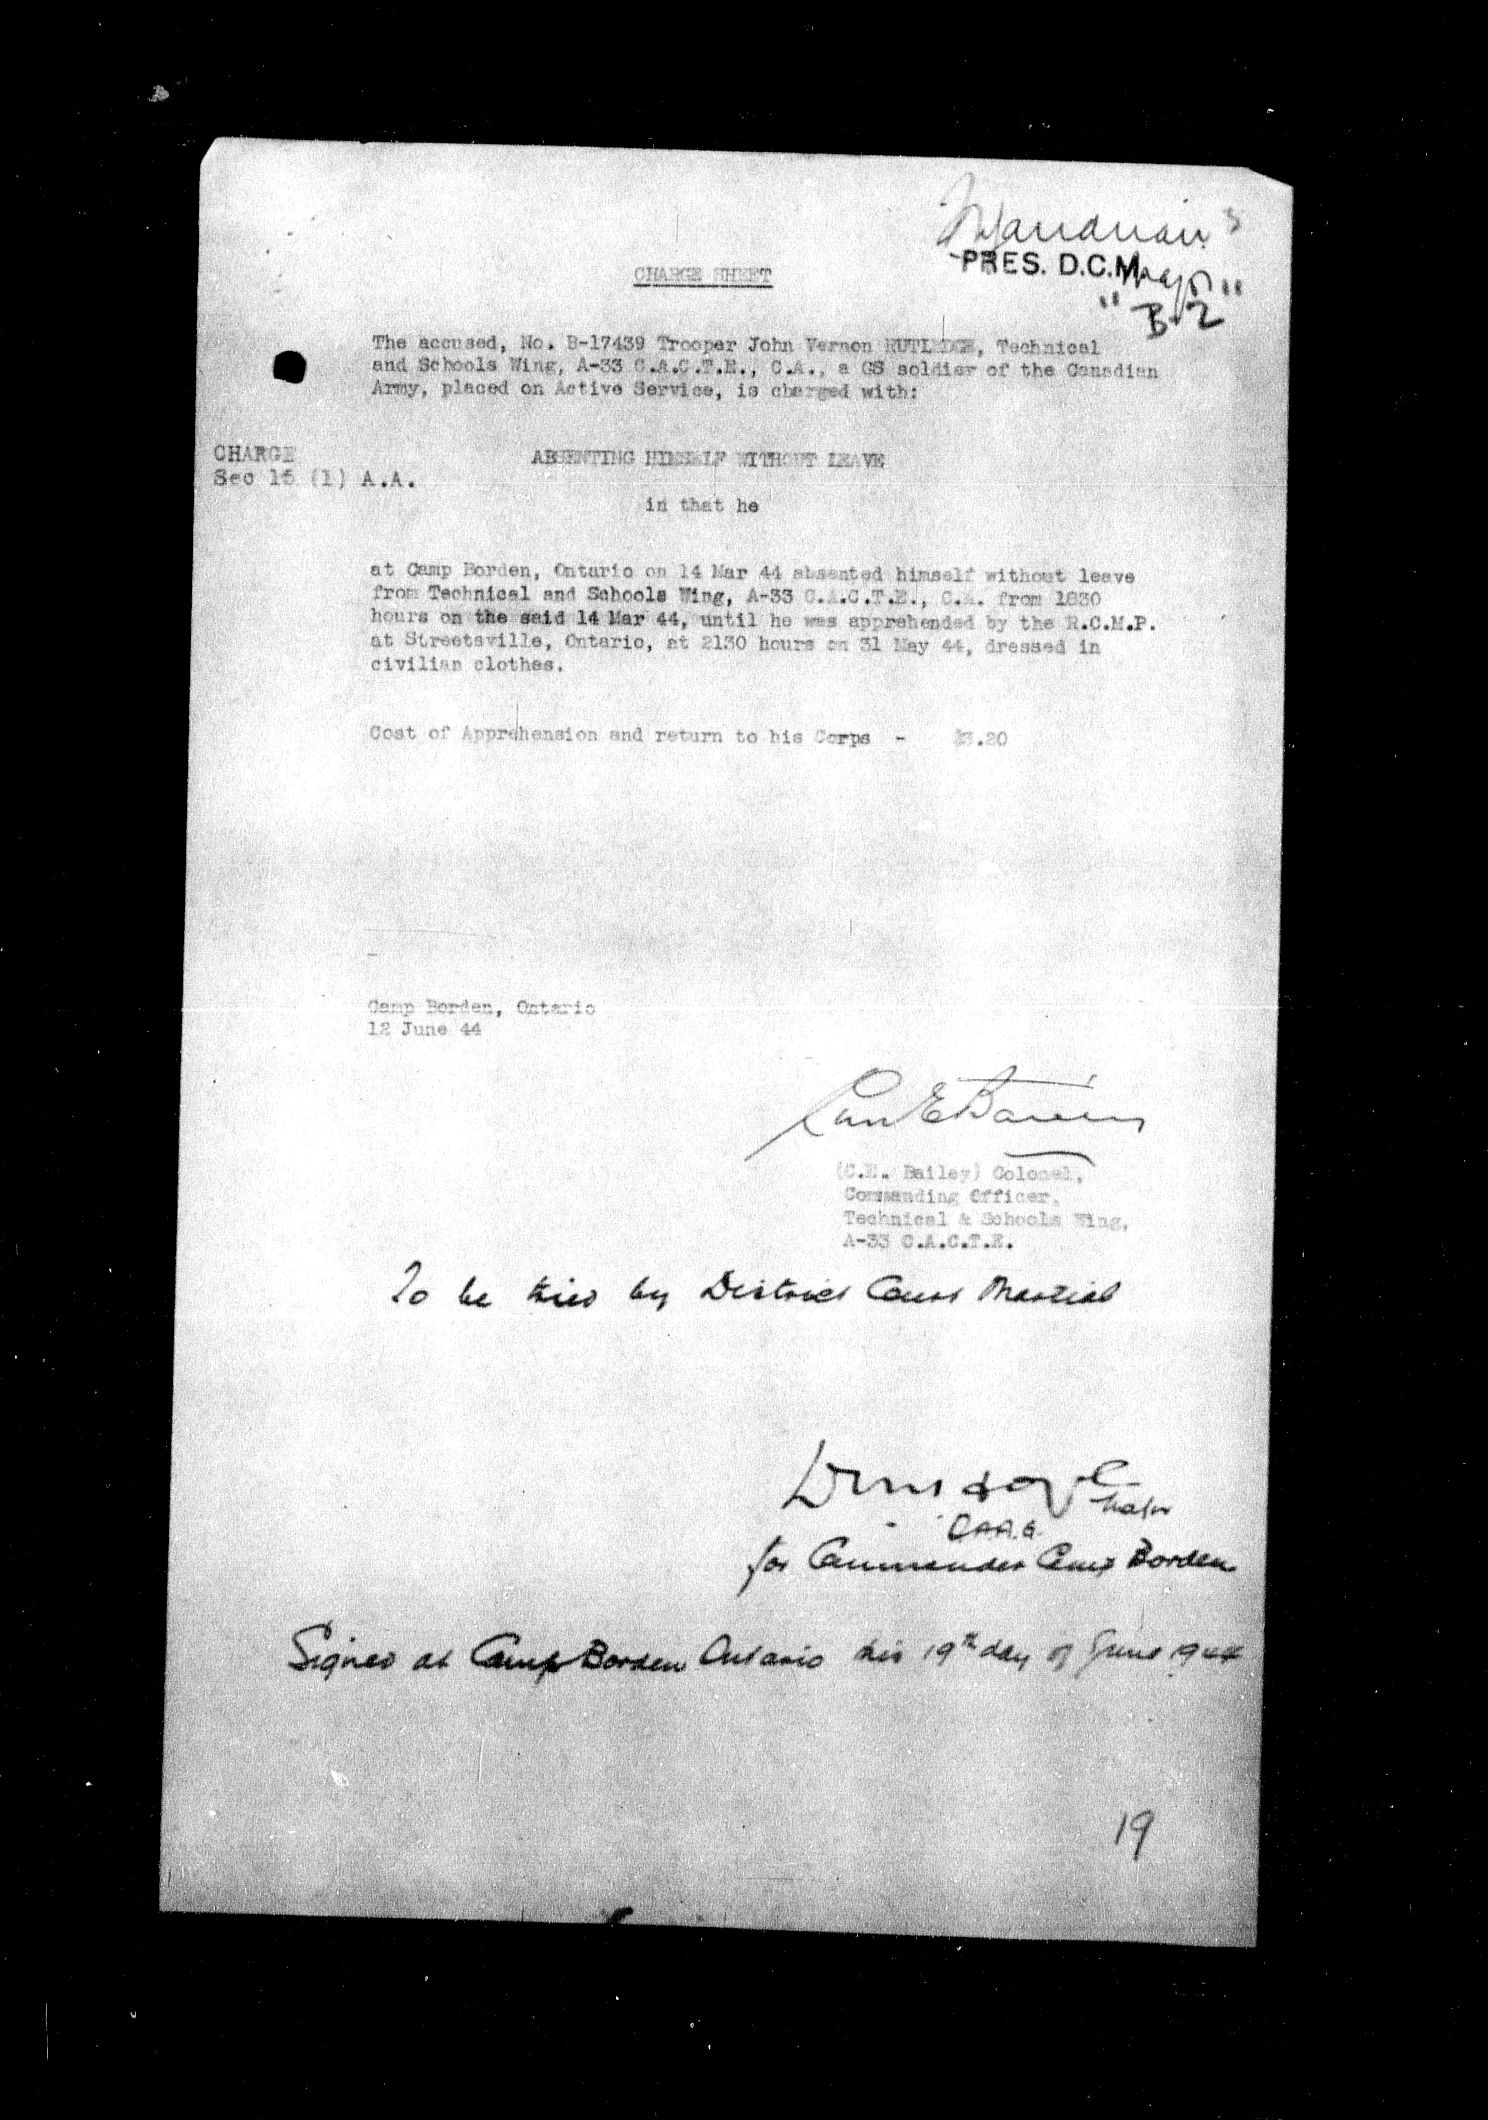 PRES. D.C.M.
Major
"B-2"
CHARGE SHEET
The accused, No. B-17439 Trooper John Vernon RUTLEDGE, Technical
and Schools Wing, A-33 C.A.C.T.E., C.A., a GS soldier of the Canadian
Army, placed on Active Service, is charged with:
CHARGE
Sec 15 (1) A.A.
ABSENTING HIMSELF WITHOUT LEAVE
in that he
at Camp Borden, Ontario on 14 Mar 44 absented himself without leave
from Technical and Schools Wing, A-33 C.A.C.T.E., C.A. from 1830
hours on the said 14 Mar 44, until he was apprehended by the R.C.M.P.
at Streetsville, Ontario, at 2130 hours on 31 May 44, dressed in
civilian clothes.
Cost of Apprehension and return to his Corps - $3.20
Camp Borden, Ontario
12 June 44
(C.E. Bailey) Colonel,
Commanding Officer,
Technical & Schools Wing,
A-33 C.A.C.T.E.
To be tried by District Court Martial
Major
for Commander Camp Borden
Signed at Camp Borden Ontario this 19th day of June 1944
19